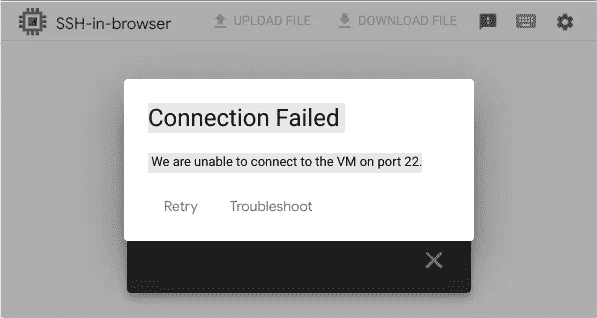 SSH-in-browser
UPLOAD FILE
DOWNLOAD FILE
Connection Failed
We are unable to connect to the VM on port 22.
Retry
Troubleshoot